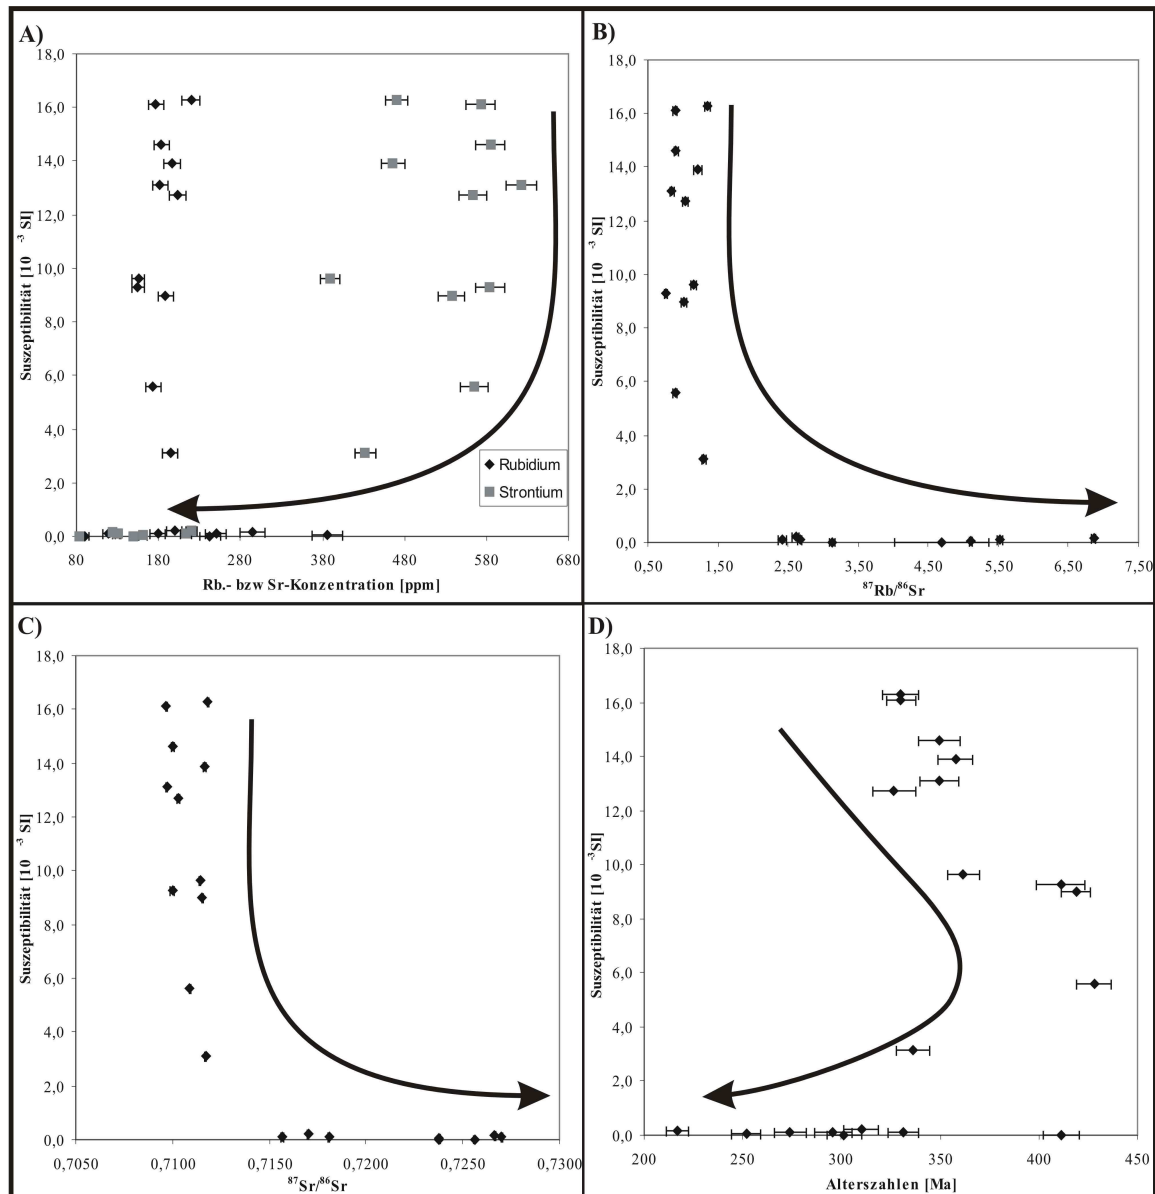 A)
18,0
16,0
14,0
12,0
10,0
8,0
6,0
4,0
2,0
0,0
Suszeptibilität [10 -3 SI]
Rubidium
Strontium
80 180 280 380 480 580 680
Rb.- bzw Sr-Konzentration [ppm]
B)
18,0
16,0
14,0
12,0
10,0
8,0
6,0
4,0
2,0
0,0
Suszeptibilität [10 -3 SI]
0,50 1,50 2,50 3,50 4,50 5,50 6,50 7,50
87Rb/86Sr
C)
18,0
16,0
14,0
12,0
10,0
8,0
6,0
4,0
2,0
0,0
Suszeptibilität [10 -3 SI]
0,7050 0,7100 0,7150 0,7200 0,7250 0,7300
87Sr/86Sr
D)
18,0
16,0
14,0
12,0
10,0
8,0
6,0
4,0
2,0
0,0
Suszeptibilität [10 -3SI]
200 250 300 350 400 450
Alterszahlen [Ma]